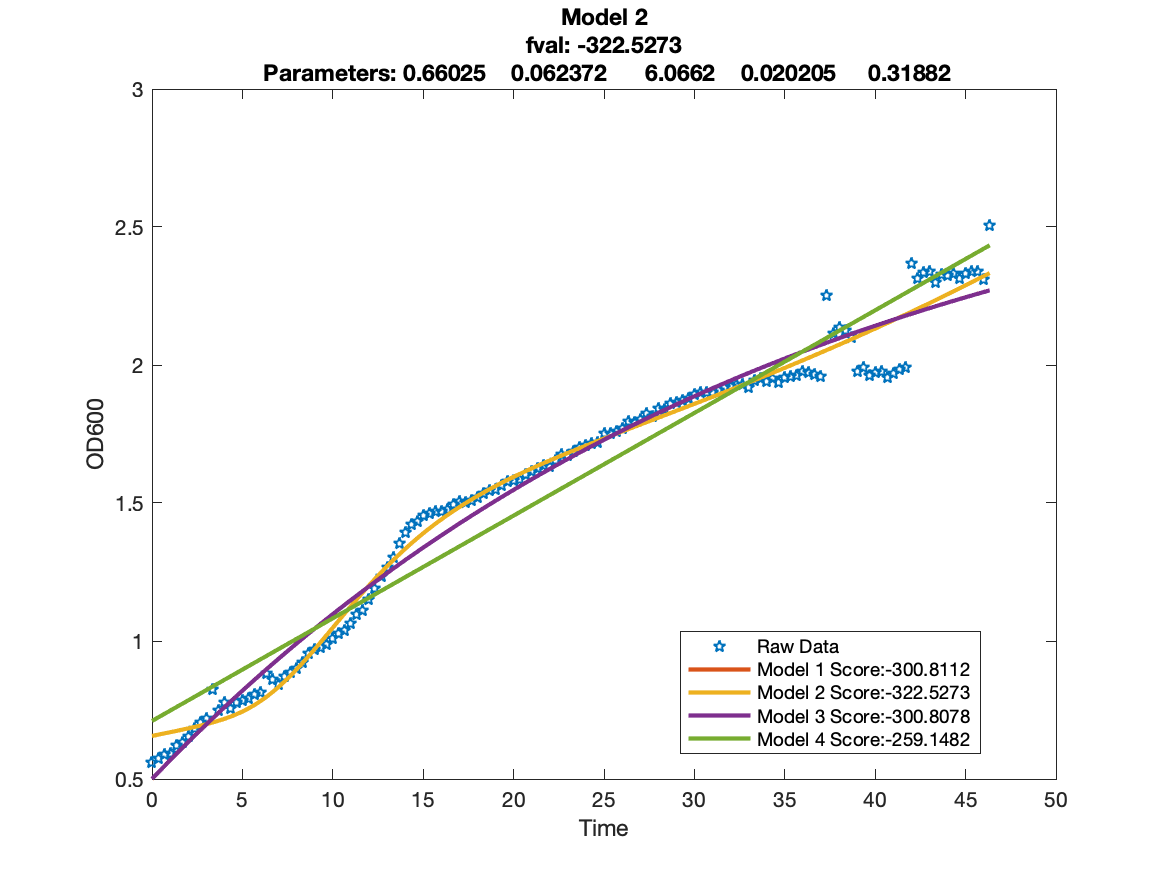 Model 2
fval: -322.5273
Parameters: 0.66025 0.062372 6.0662 0.020205 0.31882
3
2.5
2
1.5
1
0.5
OD600
0 5 10 15 20 25 30 35 40 45 50
Time
Raw Data
Model 1 Score:-300.8112
Model 2 Score:-322.5273
Model 3 Score:-300.8078
Model 4 Score:-259.1482